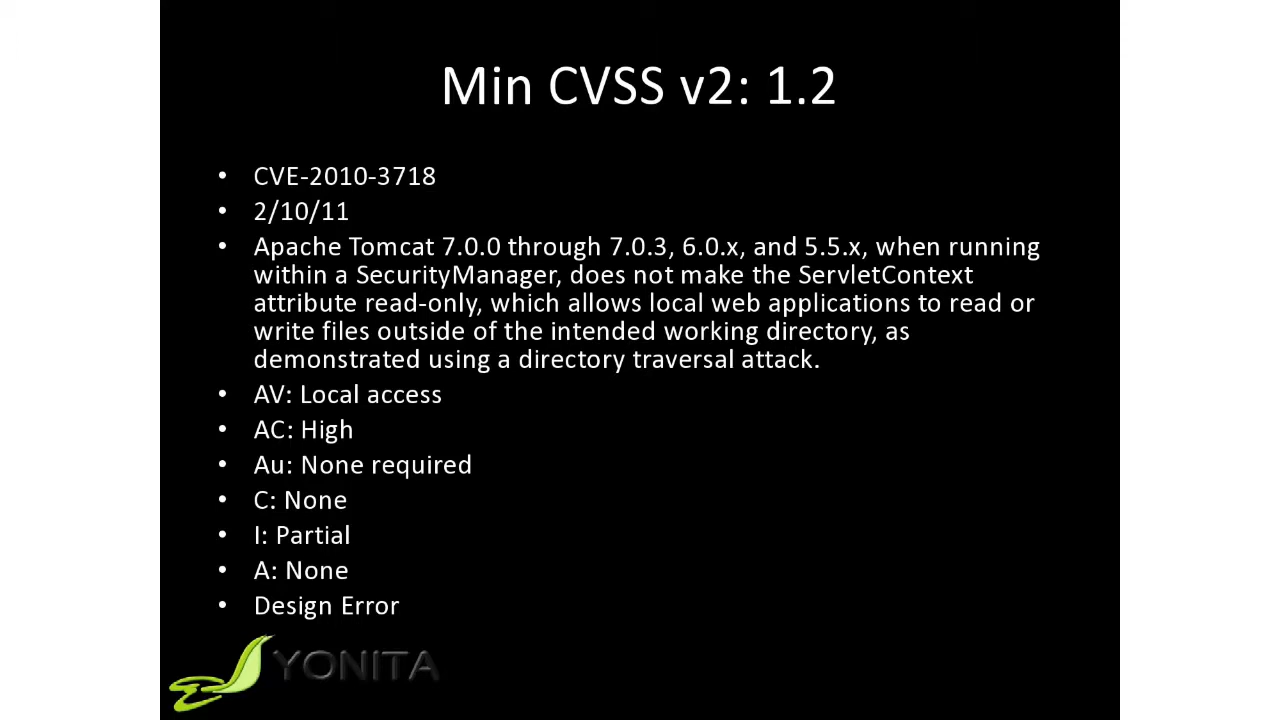 Min CVSS v2: 1.2
• CVE-2010-3718
• 2/10/11
• Apache Tomcat 7.0.0 through 7.0.3, 6.0.x, and 5.5.x, when running
within a SecurityManager, does not make the ServletContext
attribute read-only, which allows local web applications to read or
write files outside of the intended working directory, as
demonstrated using a directory traversal attack.
• AV: Local access
• AC: High
• Au: None required
• C: None
• I: Partial
• A: None
• Design Error
YONITA